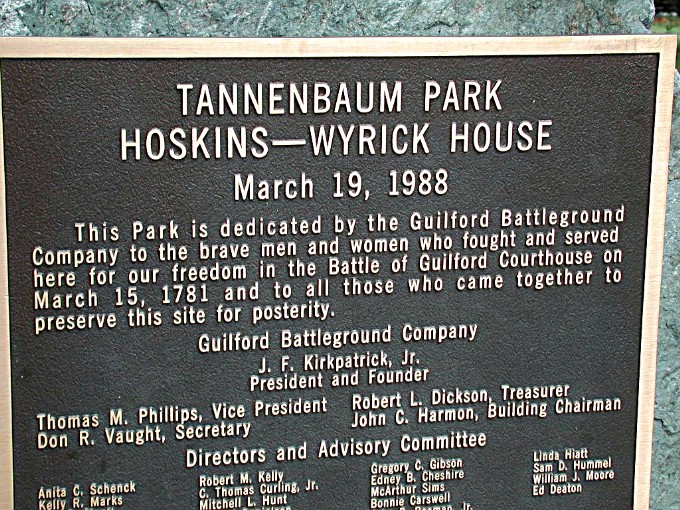 TANNENBAUM PARK
HOSKINS—WYRICK HOUSE
March 19, 1988
This Park is dedicated by the Guilford Battleground
Company to the brave men and women who fought and served
here for our freedom in the Battle of Guilford Courthouse on
March 15, 1781 and to all those who came together to
preserve this site for posterity.
Guilford Battleground Company
J. F. Kirkpatrick, Jr.
President and Founder
Thomas M. Phillips, Vice President
Don R. Vaught, Secretary
Robert L. Dickson, Treasurer
John C. Harmon, Building Chairman
Directors and Advisory Committee
Anita C. Schenck
Kelly R. Marks
Robert M. Kelly
C. Thomas Curling, Jr.
Mitchell L. Hunt
Gregory C. Gibson
Edney B. Cheshire
McArthur Sims
Bonnie Carswell
Linda Hiatt
Sam D. Hummel
William J. Moore
Ed Deaton